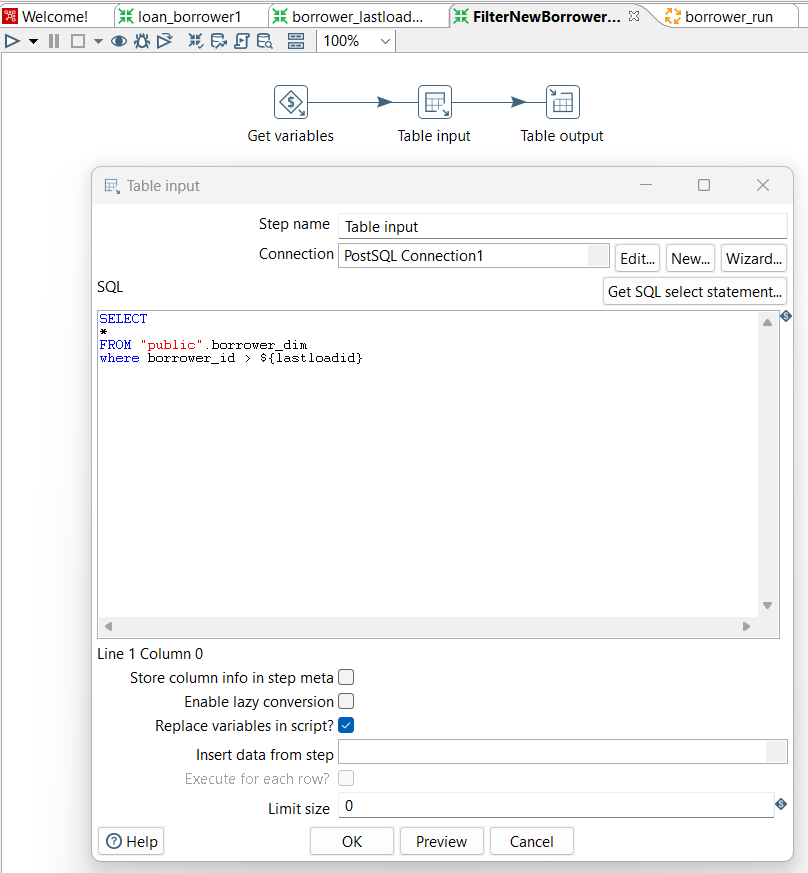 Welcome!
loan_borrower1
borrower_lastload...
FilterNewBorrower...
borrower_run
100%
Get variables
Table input
Table output
Table input
Step name
Table input
Connection
PostSQL Connection1
Edit...
New...
Wizard...
SQL
Get SQL select statement...
SELECT
*
FROM "public".borrower_dim
where borrower_id > ${lastloadid}
Line 1 Column 0
Store column info in step meta
Enable lazy conversion
Replace variables in script?
Insert data from step
Execute for each row?
Limit size
0
Help
OK
Preview
Cancel